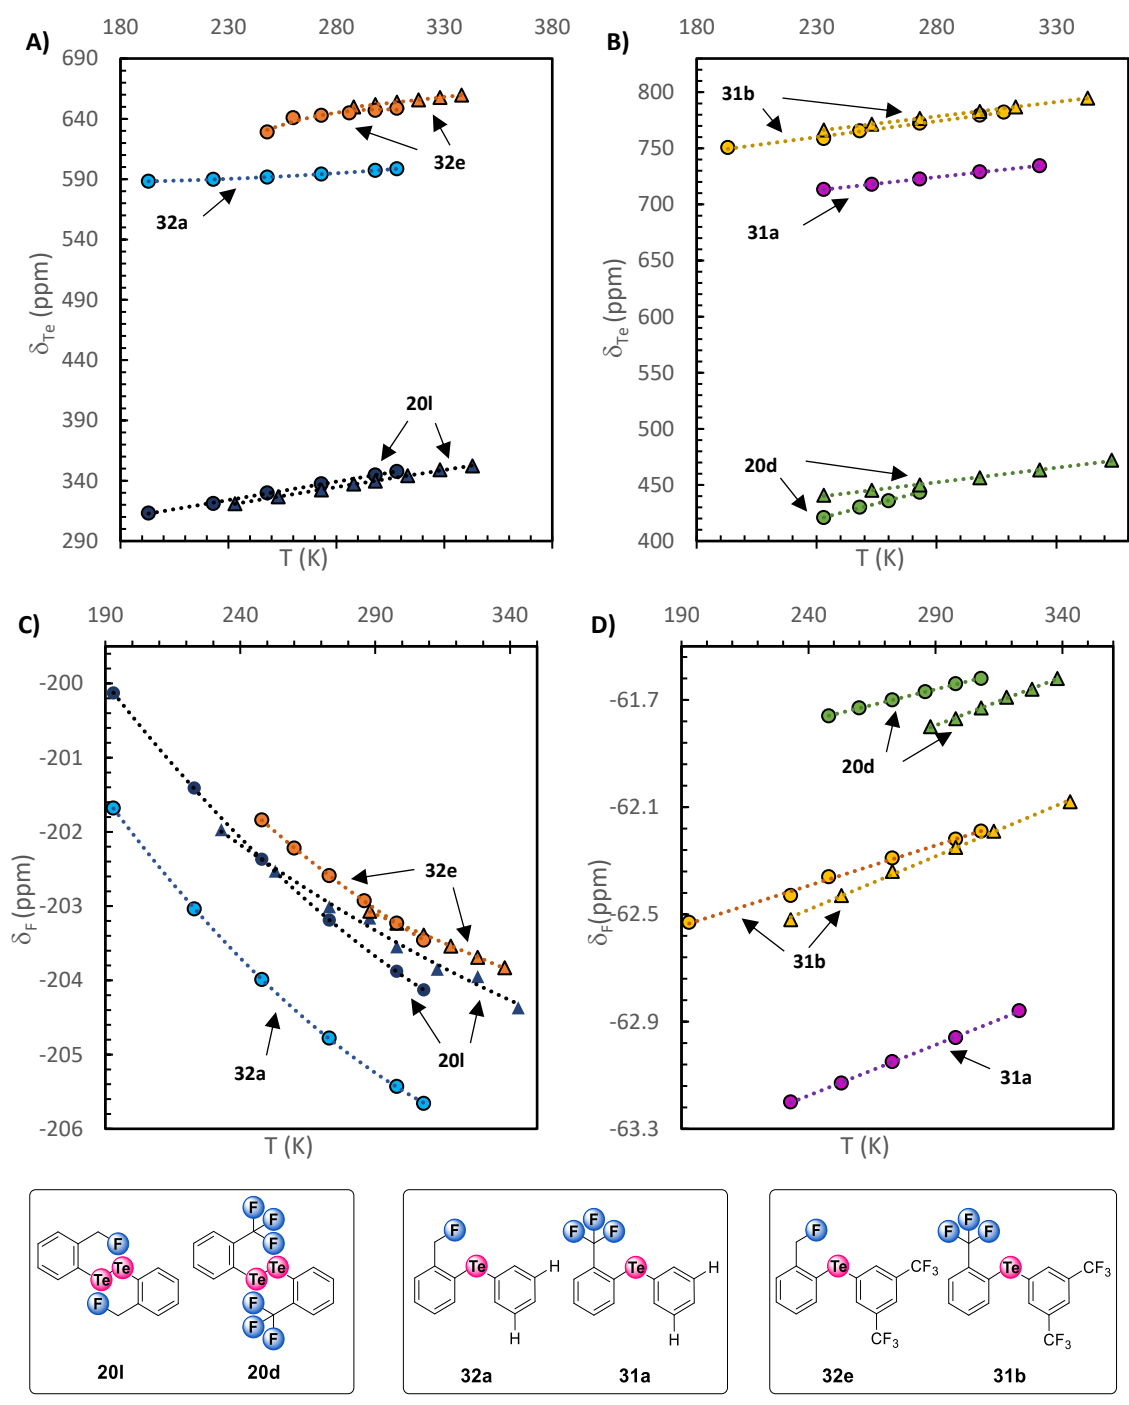 180 230 280 330 380
A)
690
640
590
540
490
440
390
340
290
δTe (ppm)
T (K)
32e
32a
20l
180 230 280 330
B)
800
750
700
650
600
550
500
450
400
δTe (ppm)
T (K)
31b
31a
20d
190 240 290 340
C)
-200
-201
-202
-203
-204
-205
-206
δF (ppm)
T (K)
32e
20l
32a
190 240 290 340
D)
-61.7
-62.1
-62.5
-62.9
-63.3
δF (ppm)
T (K)
20d
31b
31a
F
Te
Te
F
20l
F
F
F
Te
Te
F
F
F
20d
F
Te
H
H
32a
F
F F
Te
H
H
31a
F
Te
CF3
CF3
32e
F
F F
Te
CF3
CF3
31b